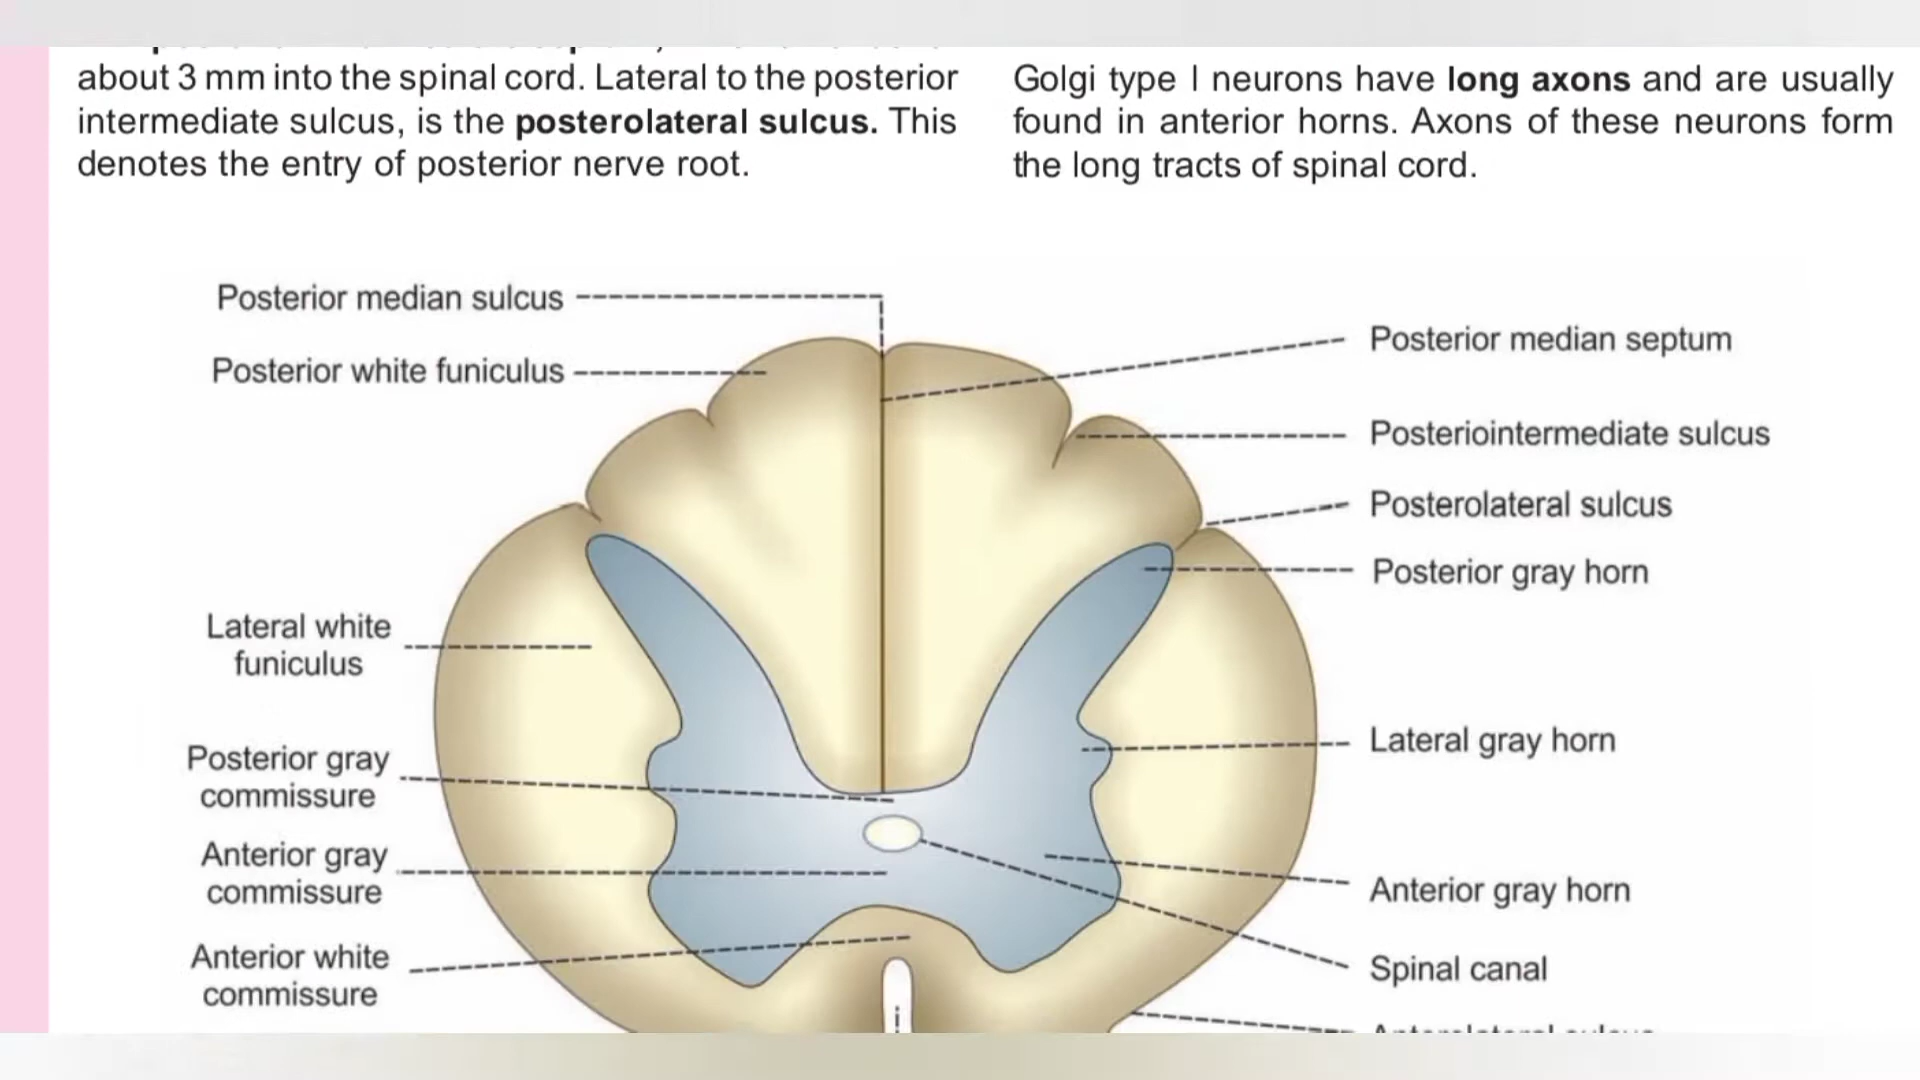 about 3 mm into the spinal cord. Lateral to the posterior
intermediate sulcus, is the posterolateral sulcus. This
denotes the entry of posterior nerve root.
Golgi type I neurons have long axons and are usually
found in anterior horns. Axons of these neurons form
the long tracts of spinal cord.
Posterior median sulcus
Posterior white funiculus
Lateral white
funiculus
Posterior gray
commissure
Anterior gray
commissure
Anterior white
commissure
Posterior median septum
Posteriointermediate sulcus
Posterolateral sulcus
Posterior gray horn
Lateral gray horn
Anterior gray horn
Spinal canal